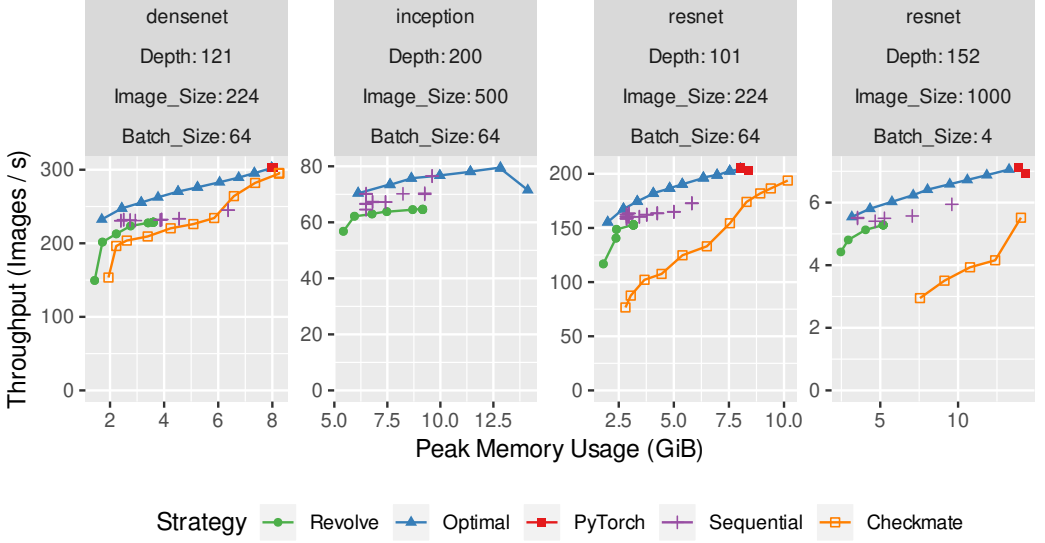 densenet
inception
resnet
resnet
Depth: 121
Depth: 200
Depth: 101
Depth: 152
Image_Size: 224
Image_Size: 500
Image_Size: 224
Image_Size: 1000
Batch_Size: 64
Batch_Size: 64
Batch_Size: 64
Batch_Size: 4
Throughput (Images / s)
300
200
100
0
80
60
40
20
0
200
150
100
50
0
6
4
2
0
2 4 6 8
5.0 7.5 10.0 12.5
2.5 5.0 7.5 10.0
5 10
Peak Memory Usage (GiB)
Strategy Revolve Optimal PyTorch Sequential Checkmate